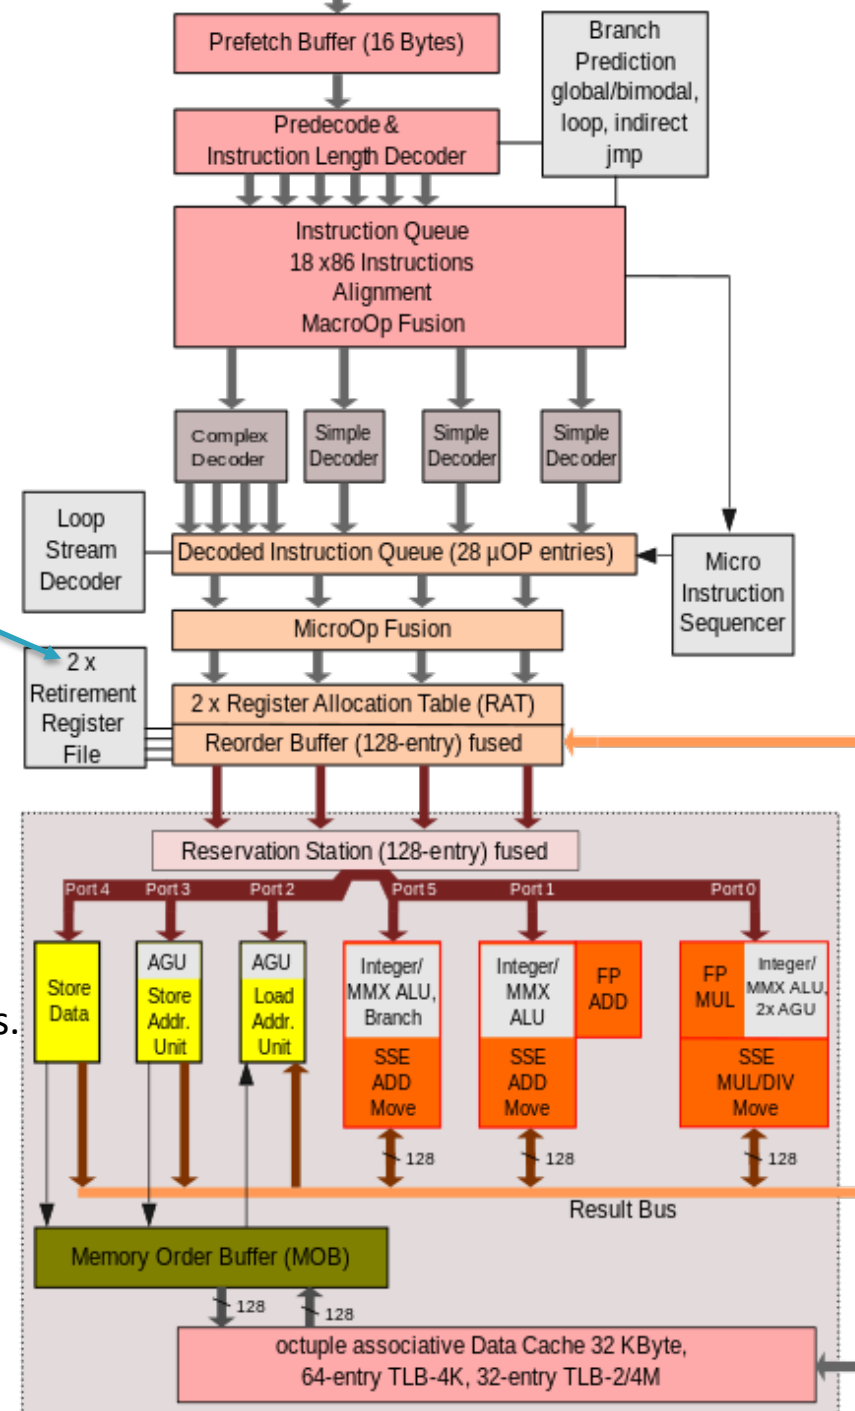 Prefetch Buffer (16 Bytes)
Branch
Prediction
global/bimodal,
loop, indirect
jmp
Predecode &
Instruction Length Decoder
Instruction Queue
18 x86 Instructions
Alignment
MacroOp Fusion
Complex
Decoder
Simple
Decoder
Simple
Decoder
Simple
Decoder
Loop
Stream
Decoder
Decoded Instruction Queue (28 µOP entries)
Micro
Instruction
Sequencer
MicroOp Fusion
2 x
Retirement
Register
File
2 x Register Allocation Table (RAT)
Reorder Buffer (128-entry) fused
Reservation Station (128-entry) fused
Port 4
Port 3
Port 2
Port 5
Port 1
Port 0
s.
Store
Data
AGU
Store
Addr.
Unit
AGU
Load
Addr.
Unit
Integer/
MMX ALU,
Branch
SSE
ADD
Move
Integer/
MMX
ALU
FP
ADD
SSE
ADD
Move
FP
MUL
Integer/
MMX ALU,
2x AGU
SSE
MUL/DIV
Move
128
128
128
Result Bus
Memory Order Buffer (MOB)
128
128
octuple associative Data Cache 32 KByte,
64-entry TLB-4K, 32-entry TLB-2/4M